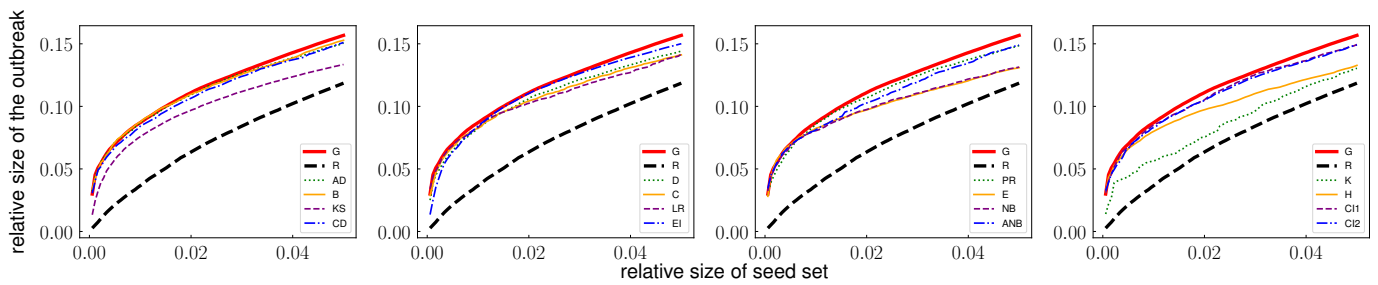 relative size of the outbreak
0.15
0.10
0.05
0.00
G
R
AD
B
KS
CD
0.00
0.02
0.04
0.15
0.10
0.05
0.00
G
R
D
C
LR
EI
0.00
0.02
0.04
0.15
0.10
0.05
0.00
G
R
PR
E
NB
ANB
0.00
0.02
0.04
0.15
0.10
0.05
0.00
G
R
K
H
CI1
CI2
0.00
0.02
0.04
relative size of seed set